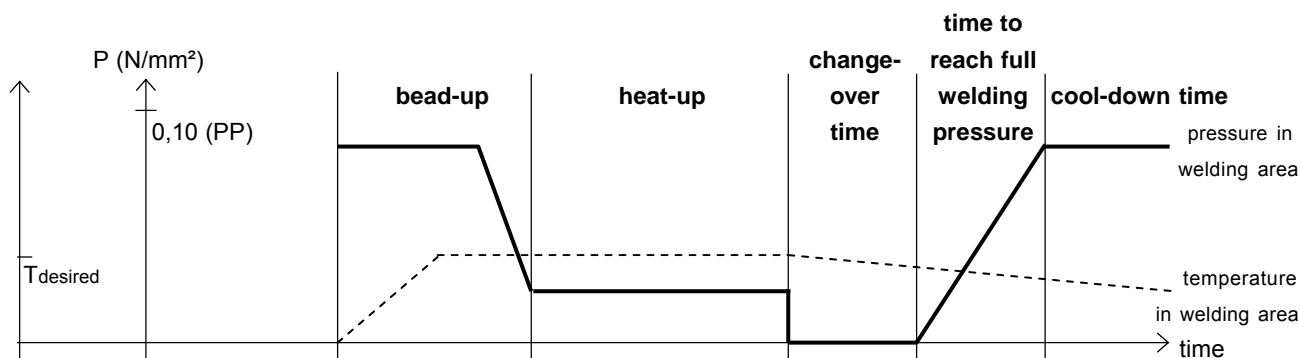 P (N/mm²)
0,10 (PP)
Tdesired
bead-up
heat-up
change-
over
time
time to
reach full
welding
pressure
cool-down time
pressure in
welding area
temperature
in welding area
time